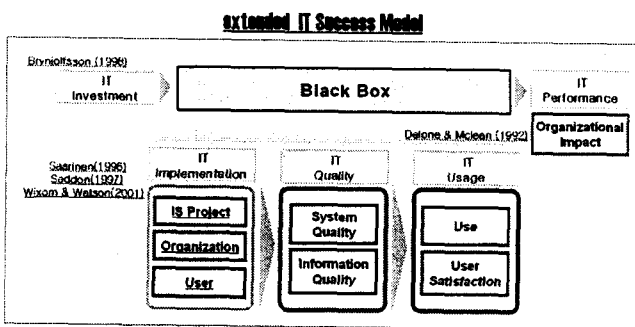 extended IT Success Model
Brynjolfsson (1998)
IT
Investment
Black Box
IT
Performance
Organizational
Impact
Delone & Mclean (1992)
Saarinen(1996)
Seddon(1997)
Wixom & Watson(2001)
IT
Implementation
IS Project
Organization
User
IT
Quality
System
Quality
Information
Quality
IT
Usage
Use
User
Satisfaction